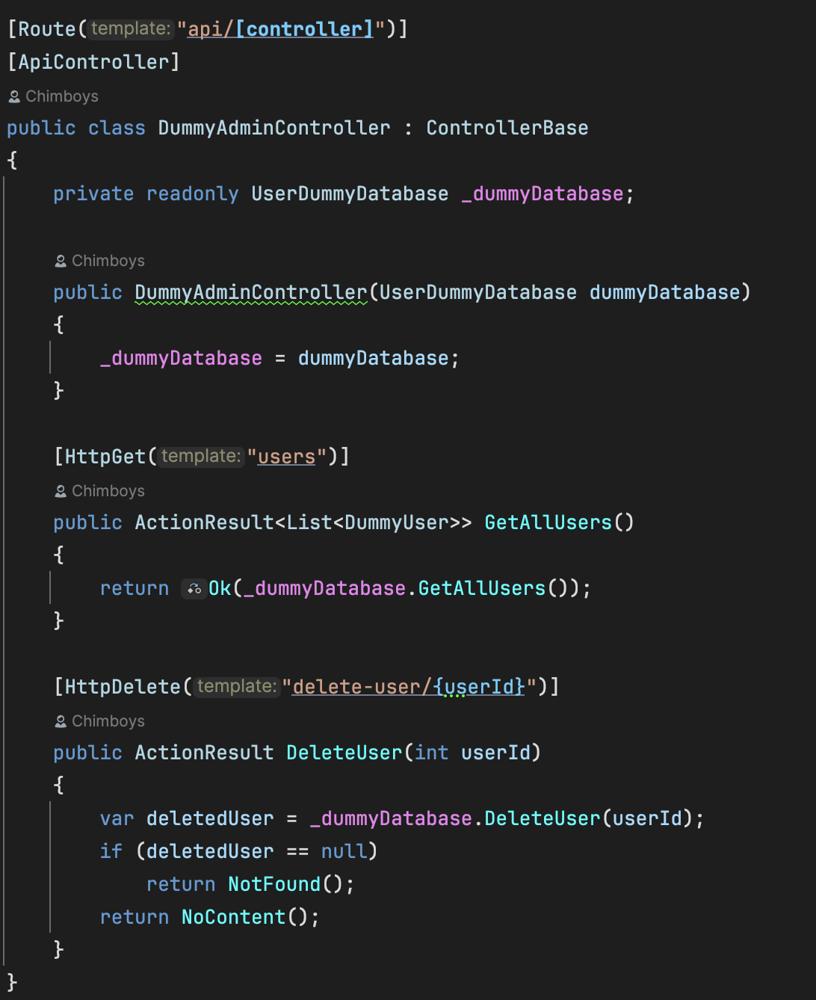 [Route(template:"api/[controller]")]
[ApiController]
Chimboys
public class DummyAdminController : ControllerBase
{
    private readonly UserDummyDatabase _dummyDatabase;

    Chimboys
    public DummyAdminController(UserDummyDatabase dummyDatabase)
    {
        _dummyDatabase = dummyDatabase;
    }

    [HttpGet(template:"users")]
    Chimboys
    public ActionResult<List<DummyUser>> GetAllUsers()
    {
        return Ok(_dummyDatabase.GetAllUsers());
    }

    [HttpDelete(template:"delete-user/{userId}")]
    Chimboys
    public ActionResult DeleteUser(int userId)
    {
        var deletedUser = _dummyDatabase.DeleteUser(userId);
        if (deletedUser == null)
            return NotFound();
        return NoContent();
    }
}